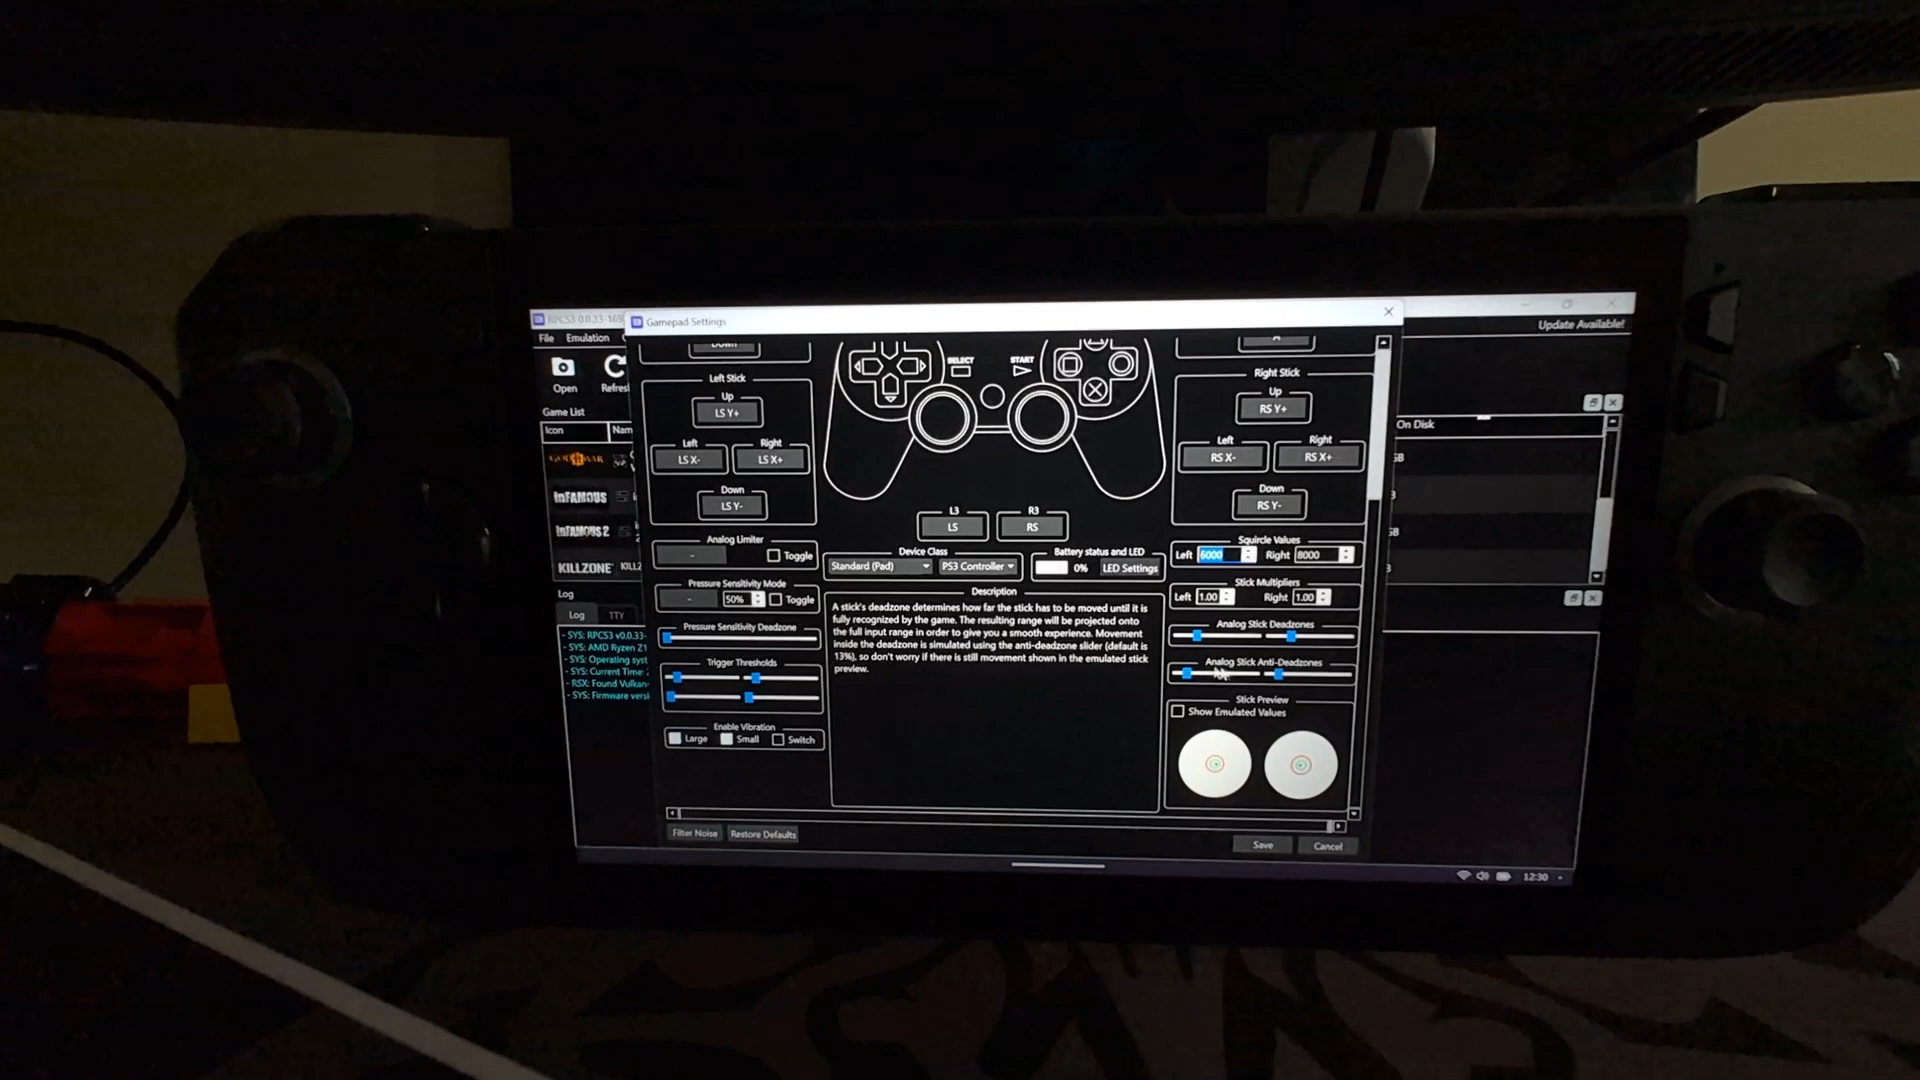 RPCS3 0.0.33-169
Gamepad Settings
Update Available!
File Emulation
Open
Refresh
Game List
Icon
Nam
On Disk
GOD WAR
inFAMOUS
inFAMOUS 2
KILLZONE
KILLZ
Log
Log
TTY
- SYS: RPCS3 v0.0.33-
- SYS: AMD Ryzen Z1
- SYS: Operating syst
- SYS: Current Time:
- RSX: Found Vulkan-
- SYS: Firmware versi
Down
Left Stick
Up
LS Y+
Left
Right
LS X-
LS X+
Down
LS Y-
Analog Limiter
-
Toggle
Pressure Sensitivity Mode
-
50%
Toggle
Pressure Sensitivity Deadzone
Trigger Thresholds
Enable Vibration
Large
Small
Switch
SELECT
START
L3
R3
LS
RS
Device Class
Standard (Pad)
PS3 Controller
Battery status and LED
0%
LED Settings
Description
A stick's deadzone determines how far the stick has to be moved until it is
fully recognized by the game. The resulting range will be projected onto
the full input range in order to give you a smooth experience. Movement
inside the deadzone is simulated using the anti-deadzone slider (default is
13%), so don't worry if there is still movement shown in the emulated stick
preview.
A
Right Stick
Up
RS Y+
Left
Right
RS X-
RS X+
Down
RS Y-
Squircle Values
Left 6000
Right 8000
Stick Multipliers
Left 1.00
Right 1.00
Analog Stick Deadzones
Analog Stick Anti-Deadzones
Stick Preview
Show Emulated Values
Filter Noise
Restore Defaults
Save
Cancel
12:30